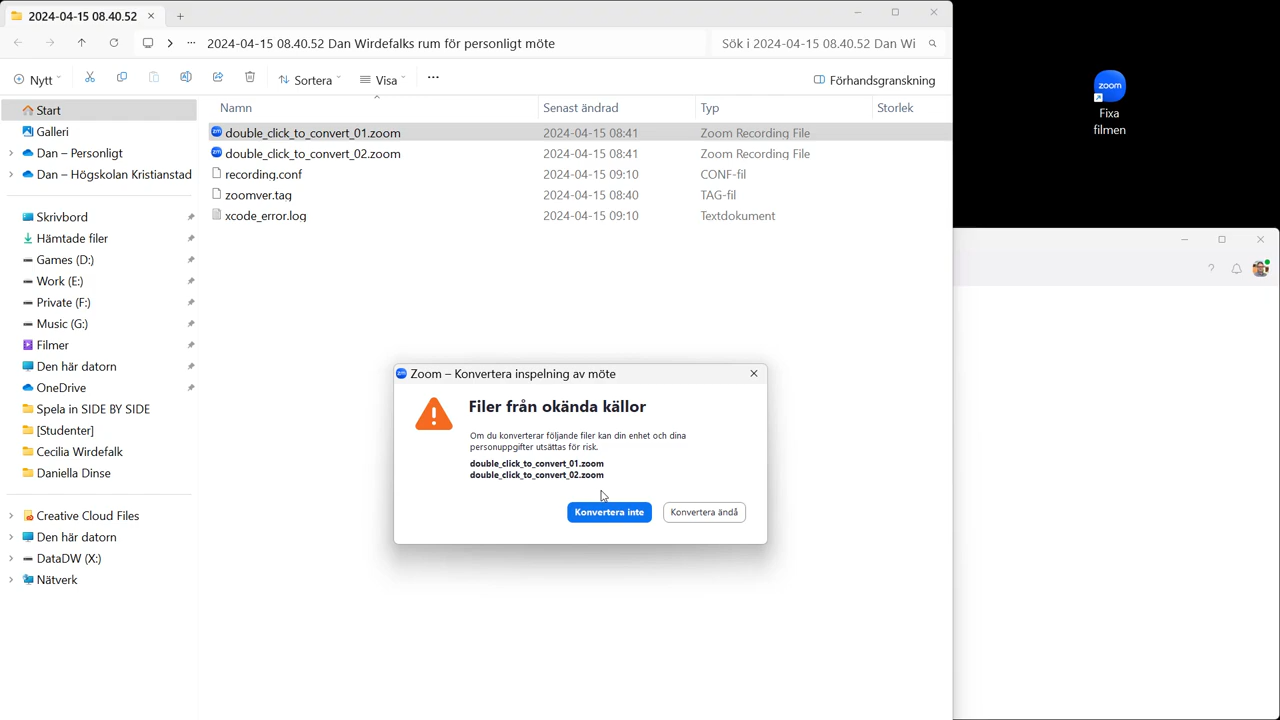 2024-04-15 08.40.52
2024-04-15 08.40.52 Dan Wirdefalks rum för personligt möte
Sök i 2024-04-15 08.40.52 Dan Wi
Nytt
Sortera
Visa
Förhandsgranskning
Namn
Senast ändrad
Typ
Storlek
double_click_to_convert_01.zoom 2024-04-15 08:41 Zoom Recording File
double_click_to_convert_02.zoom 2024-04-15 08:41 Zoom Recording File
recording.conf 2024-04-15 09:10 CONF-fil
zoomver.tag 2024-04-15 08:40 TAG-fil
xcode_error.log 2024-04-15 09:10 Textdokument
Start
Galleri
Dan – Personligt
Dan – Högskolan Kristianstad
Skrivbord
Hämtade filer
Games (D:)
Work (E:)
Private (F:)
Music (G:)
Filmer
Den här datorn
OneDrive
Spela in SIDE BY SIDE
[Studenter]
Cecilia Wirdefalk
Daniella Dinse
Creative Cloud Files
Den här datorn
DataDW (X:)
Nätverk
zm Zoom – Konvertera inspelning av möte
Filer från okända källor
Om du konverterar följande filer kan din enhet och dina
personuppgifter utsättas för risk.
double_click_to_convert_01.zoom
double_click_to_convert_02.zoom
Konvertera inte
Konvertera ändå
zoom
Fixa
filmen